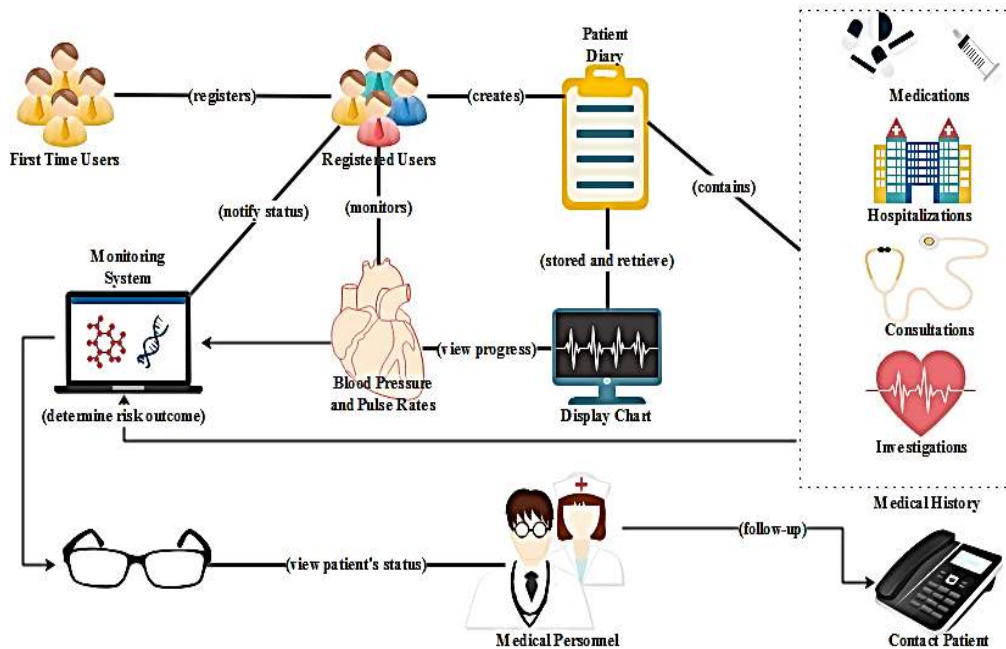 Patient
Diary
Medications
(registers)
(creates)
First Time Users
Registered Users
(contains)
(notify status)
(monitors)
Hospitalizations
Monitoring
System
(stored and retrieve)
Consultations
(view progress)
Blood Pressure
and Pulse Rates
(determine risk outcome)
Display Chart
Investigations
Medical History
(follow-up)
(view patient's status)
Medical Personnel
Contact Patient